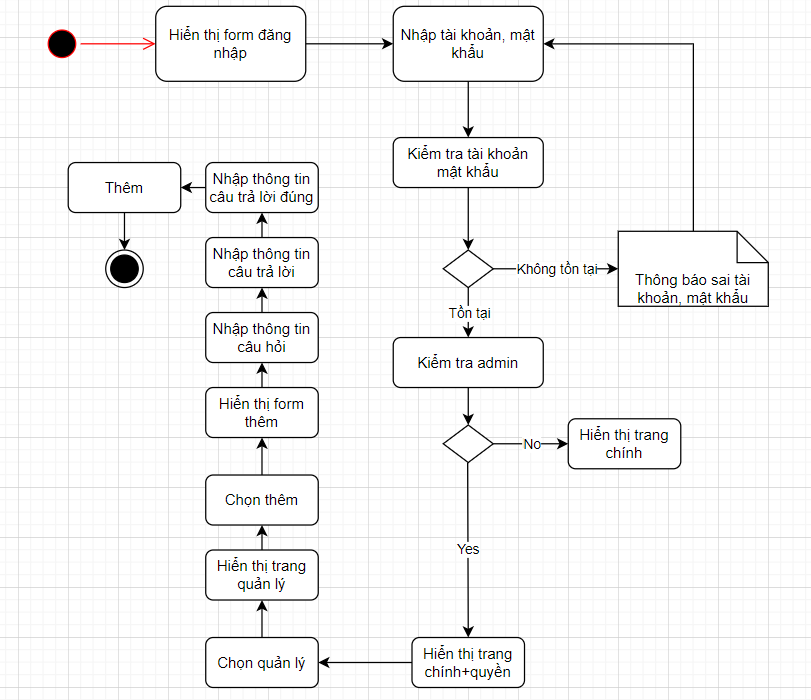 Hiển thị form đăng
nhập
Nhập tài khoản, mật
khẩu
Kiểm tra tài khoản
mật khẩu
Không tồn tại
Thông báo sai tài
khoản, mật khẩu
Tồn tại
Kiểm tra admin
No
Hiển thị trang
chính
Yes
Hiển thị trang
chính+quyền
Chọn quản lý
Hiển thị trang
quản lý
Chọn thêm
Hiển thị form
thêm
Nhập thông tin
câu hỏi
Nhập thông tin
câu trả lời
Nhập thông tin
câu trả lời đúng
Thêm